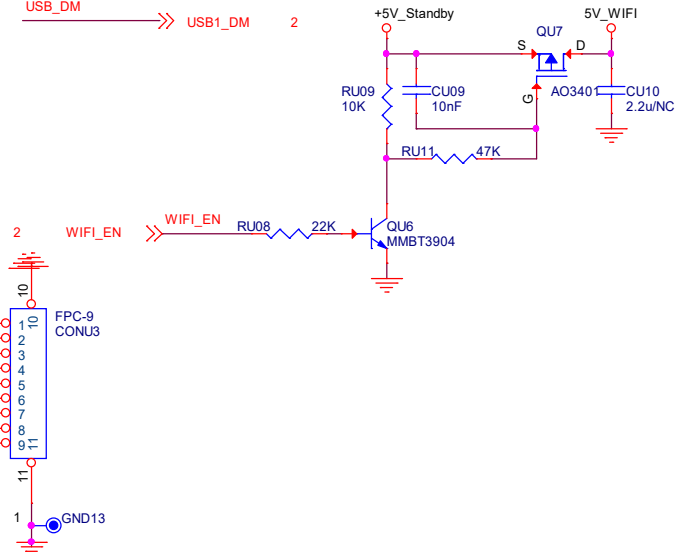 USB_DM
USB1_DM 2
+5V_Standby
5V_WIFI
QU7
S
D
G
RU09
10K
CU09
10nF
AO3401
CU10
2.2u/NC
RU11 47K
2 WIFI_EN
WIFI_EN
RU08 22K
QU6
MMBT3904
10
FPC-9
CONU3
1
10
2
3
4
5
6
7
8
9
11
11
1
GND13